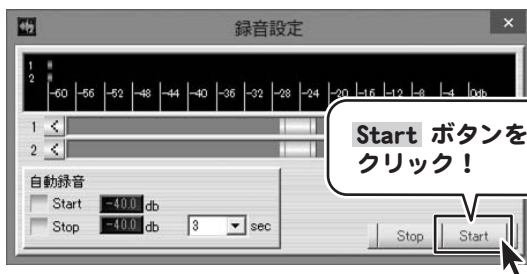 録音設定
1
2
-60 -56 -52 -48 -44 -40 -36 -32 -28 -24 -20 -16 -12 -8 -4 0db
1
2
Start ボタンを
クリック！
自動録音
Start -40.0 db
Stop -40.0 db 3 sec
Stop Start